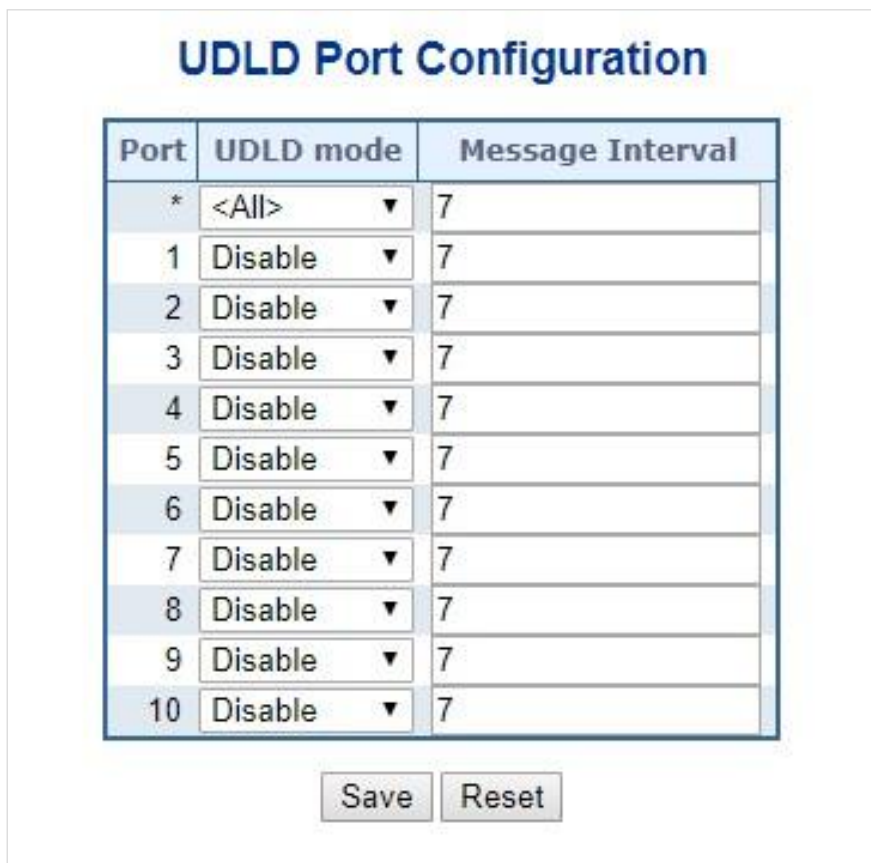 UDLD Port Configuration
Port UDLD mode Message Interval
* <All> 7
1 Disable 7
2 Disable 7
3 Disable 7
4 Disable 7
5 Disable 7
6 Disable 7
7 Disable 7
8 Disable 7
9 Disable 7
10 Disable 7
Save Reset